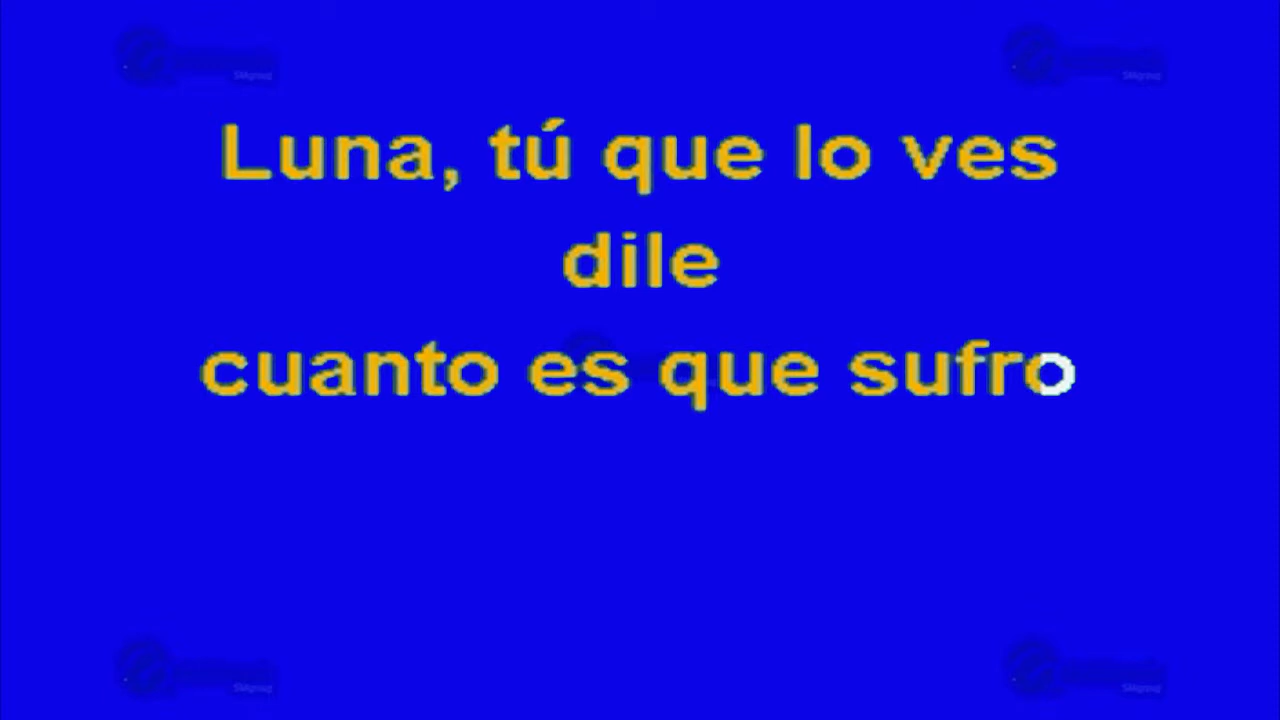 Luna, tú que lo ves
dile
cuanto es que sufro